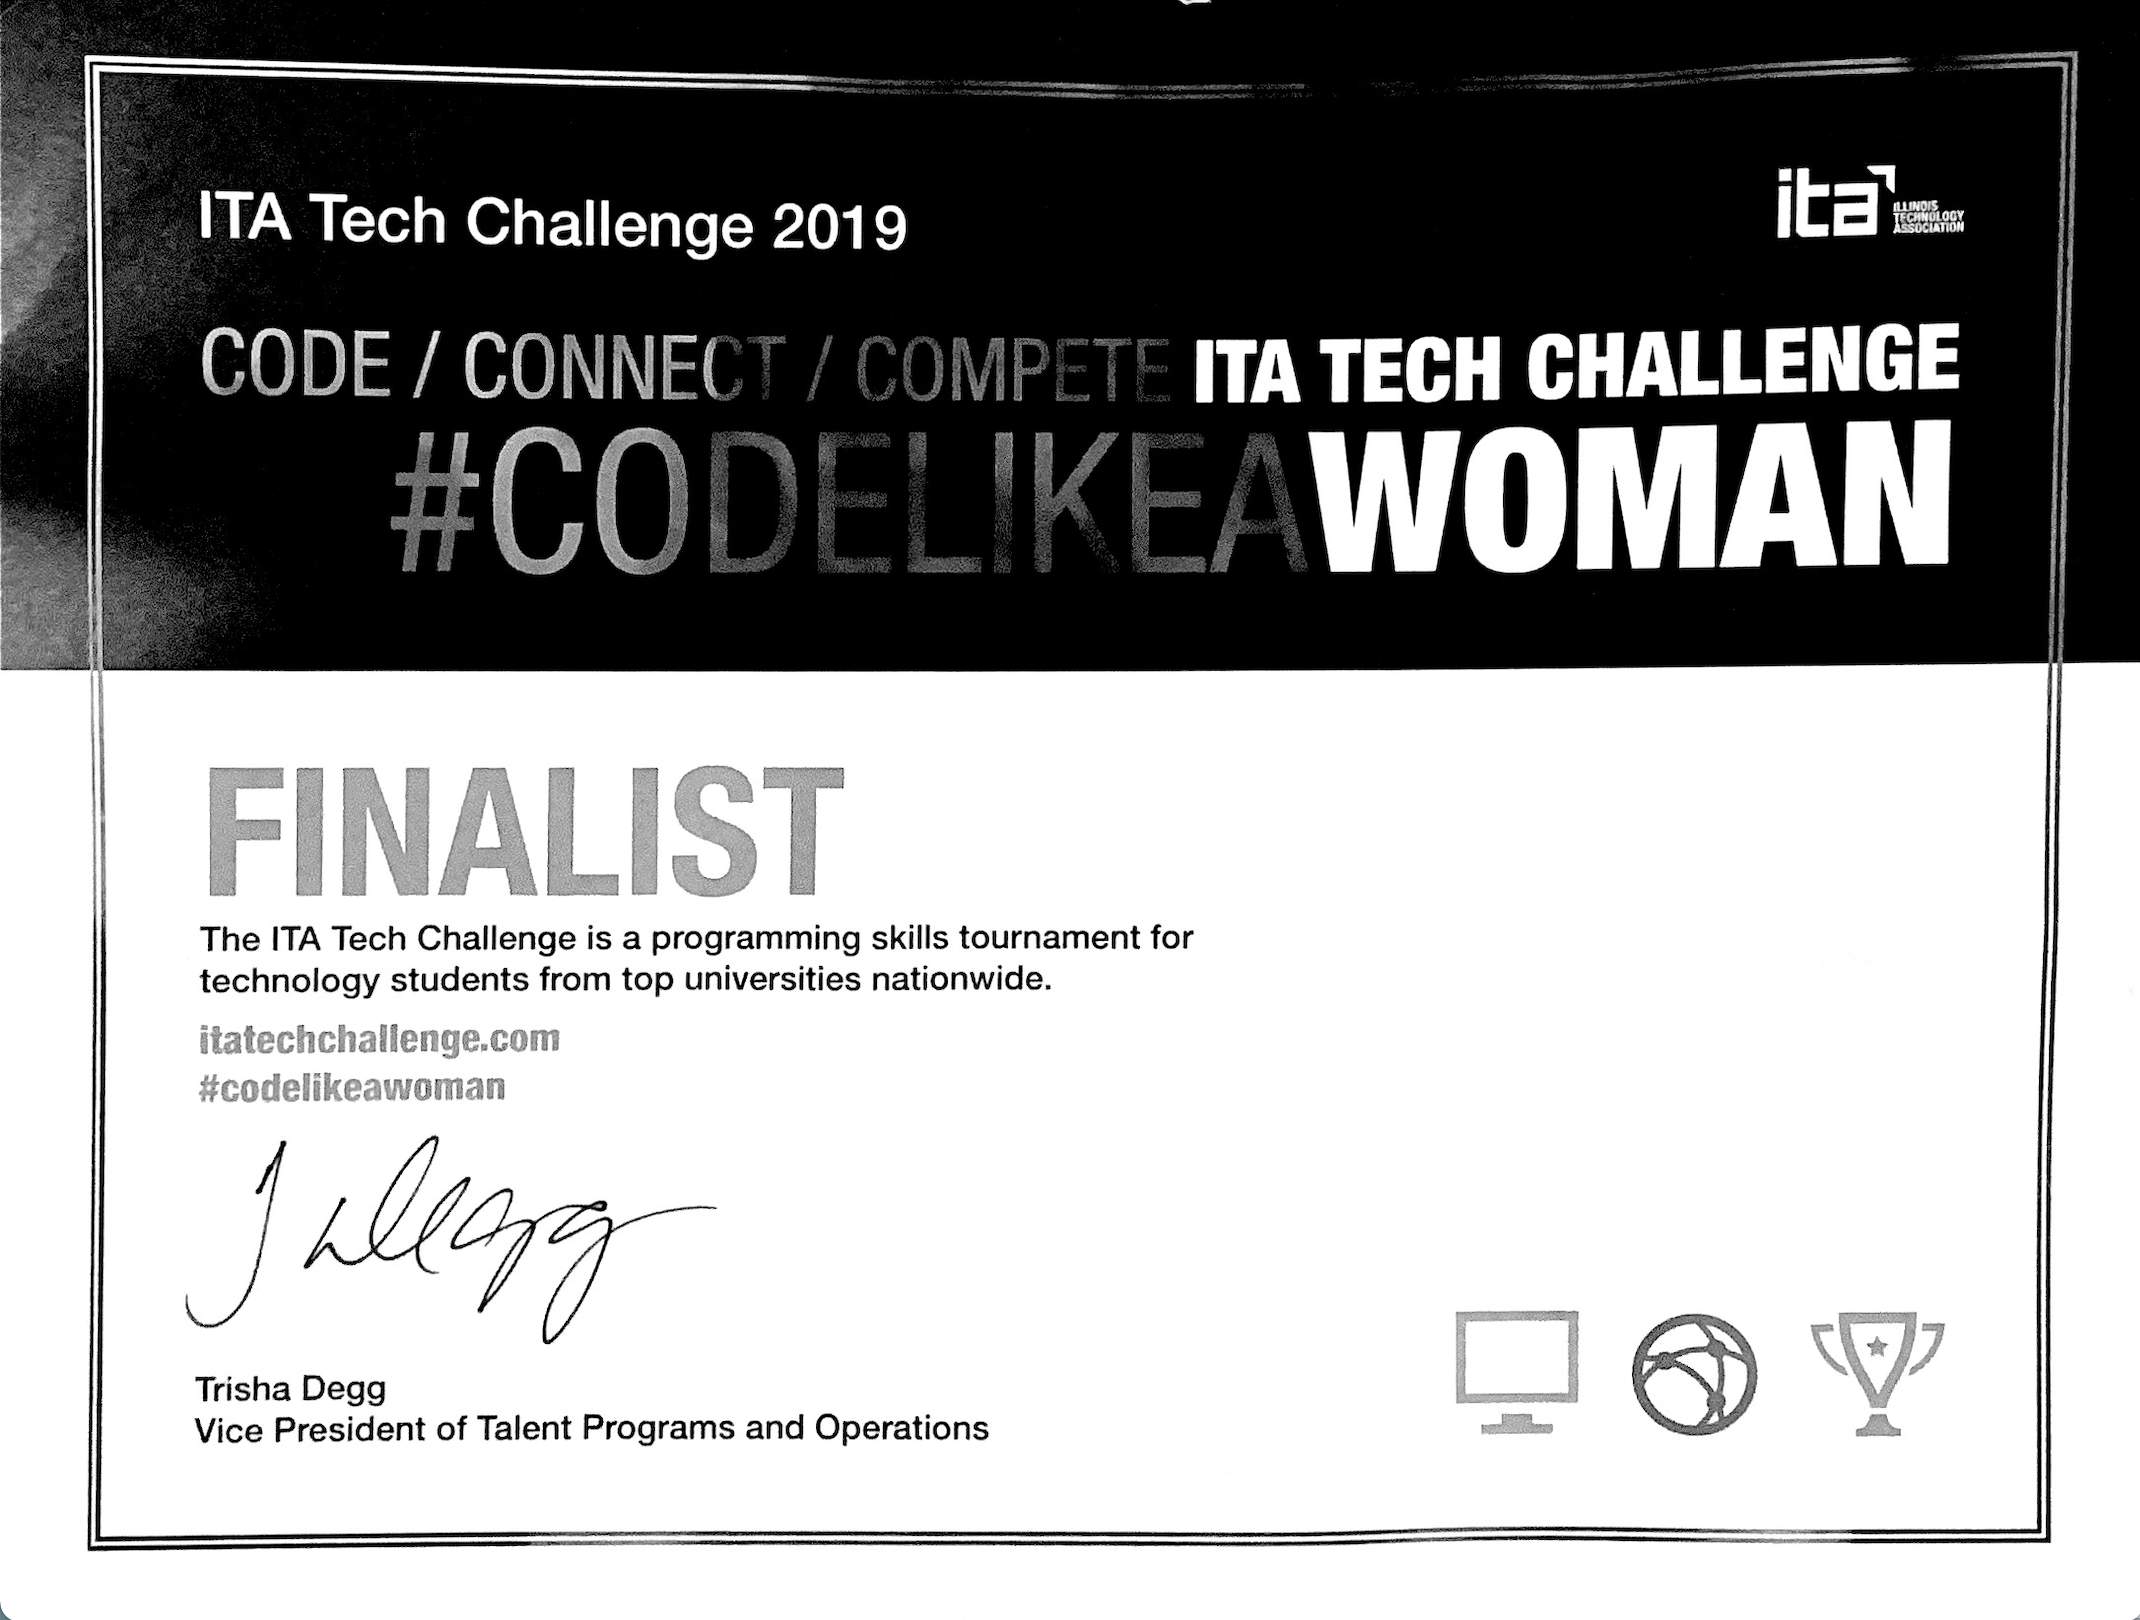 ITA Tech Challenge 2019
ita
ILLINOIS
TECHNOLOGY
ASSOCIATION
CODE / CONNECT / COMPETE ITA TECH CHALLENGE
#CODELIKEAWOMAN
FINALIST
The ITA Tech Challenge is a programming skills tournament for
technology students from top universities nationwide.
itatechchallenge.com
#codelikeawoman
Trisha Degg
Vice President of Talent Programs and Operations